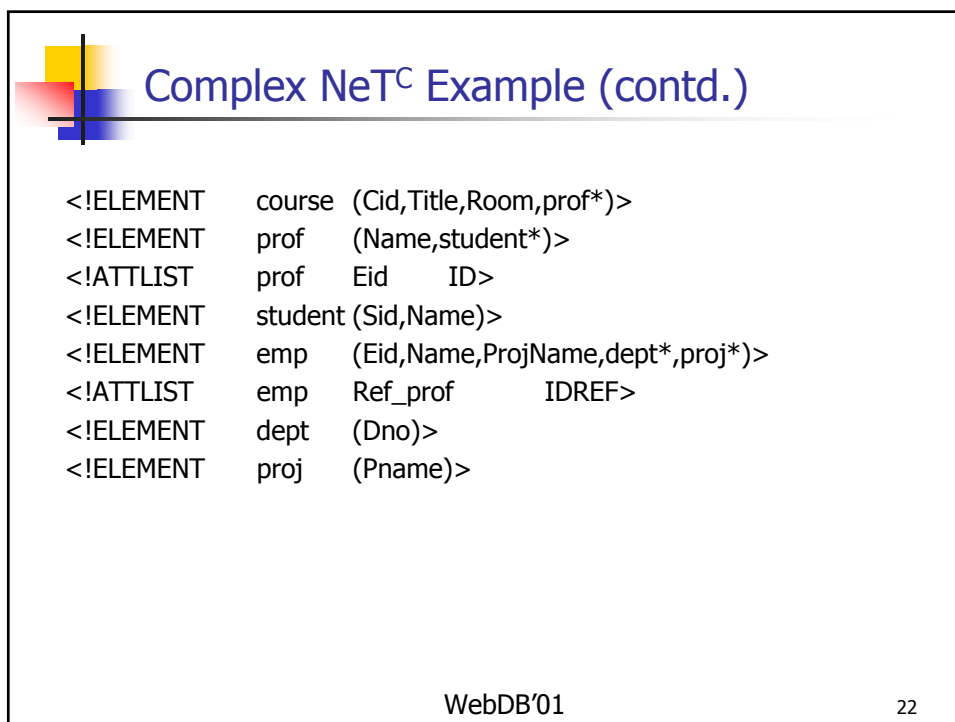 Complex NeTC Example (contd.)
<!ELEMENT course (Cid,Title,Room,prof*)>
<!ELEMENT prof (Name,student*)>
<!ATTLIST prof Eid ID>
<!ELEMENT student (Sid,Name)>
<!ELEMENT emp (Eid,Name,ProjName,dept*,proj*)>
<!ATTLIST emp Ref_prof IDREF>
<!ELEMENT dept (Dno)>
<!ELEMENT proj (Pname)>
WebDB'01
22